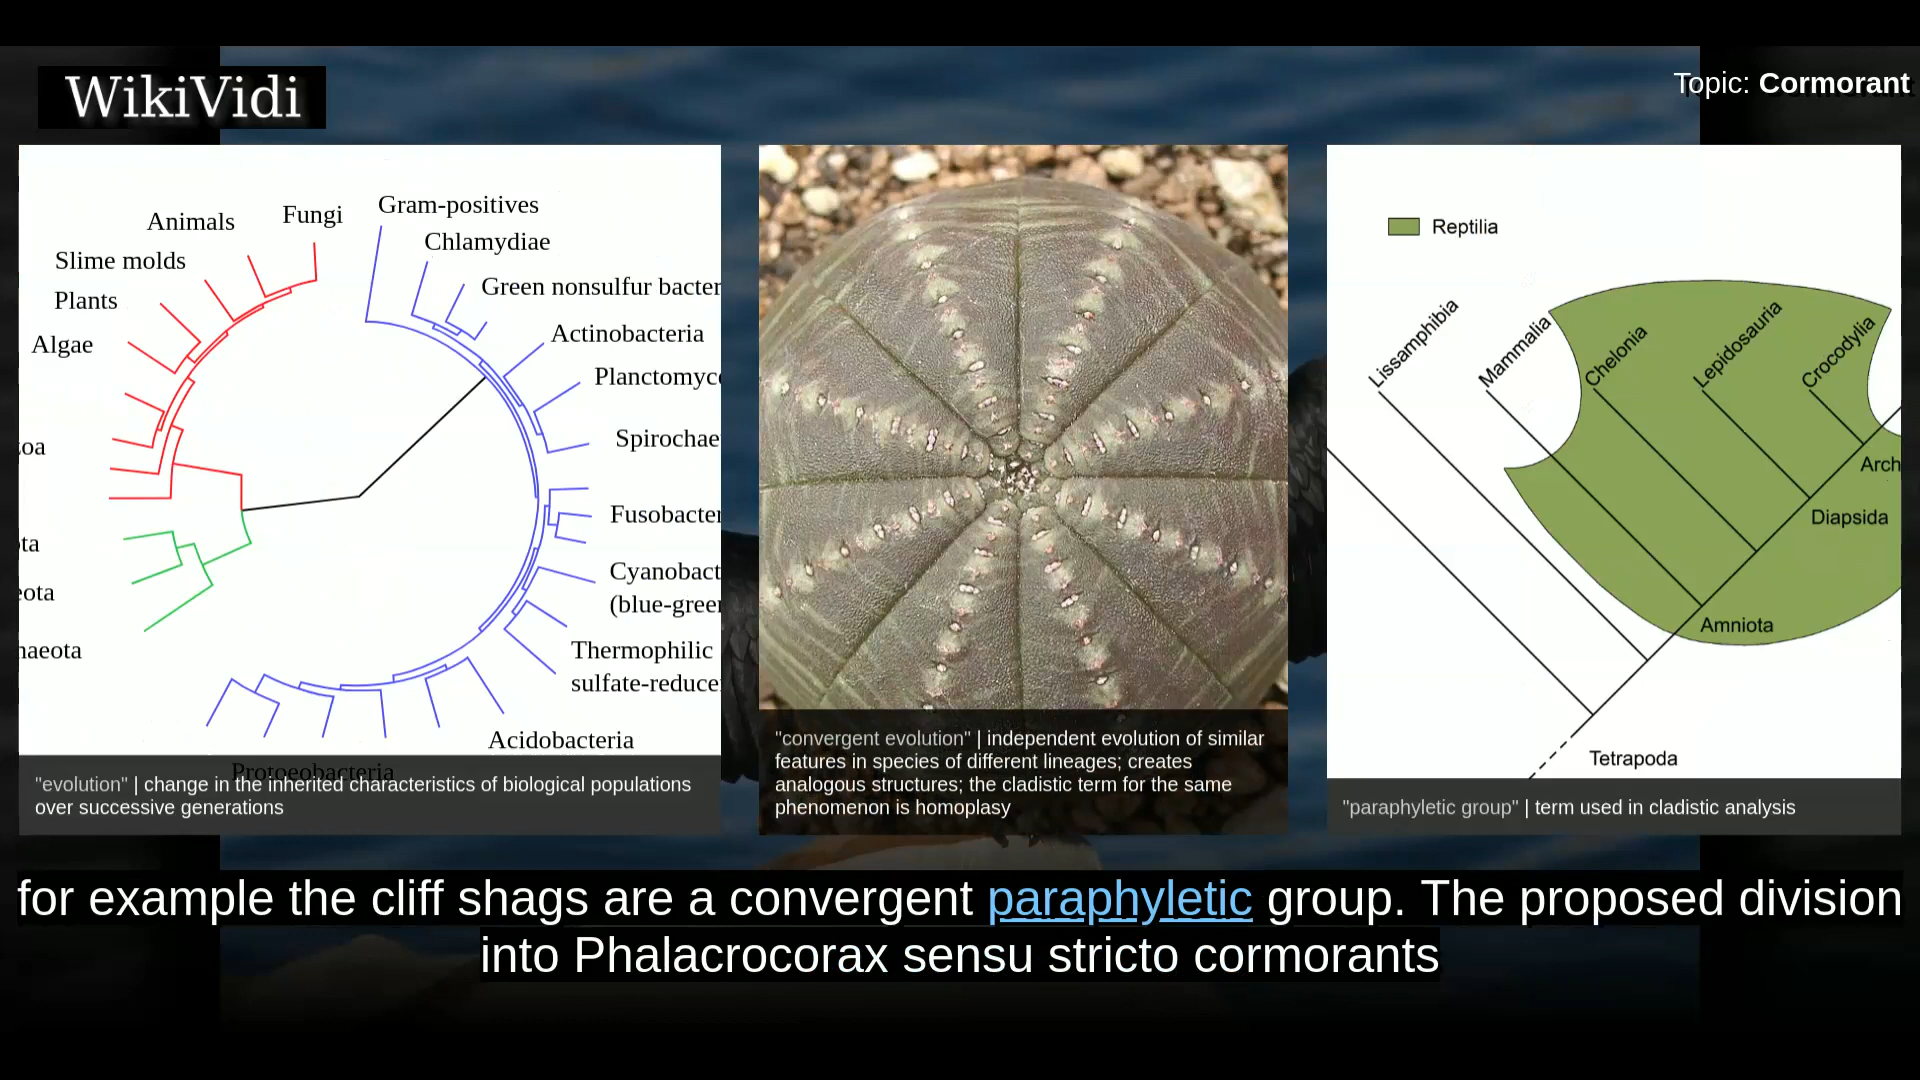 WikiVidi
Topic: Cormorant
Animals
Fungi
Gram-positives
Chlamydiae
Slime molds
Plants
Green nonsulfur bacter
Algae
Actinobacteria
Planctomyc
zoa
Spirochae
Fusobacter
ta
Cyanobact
eota
(blue-green
naeota
Thermophilic
sulfate-reduce
Acidobacteria
Protoeobacteria
"evolution" | change in the inherited characteristics of biological populations
over successive generations
"convergent evolution" | independent evolution of similar
features in species of different lineages; creates
analogous structures; the cladistic term for the same
phenomenon is homoplasy
Reptilia
Lissamphibia
Mammalia
Chelonia
Lepidosauria
Crocodylia
Arch
Diapsida
Amniota
Tetrapoda
"paraphyletic group" | term used in cladistic analysis
for example the cliff shags are a convergent paraphyletic group. The proposed division
into Phalacrocorax sensu stricto cormorants